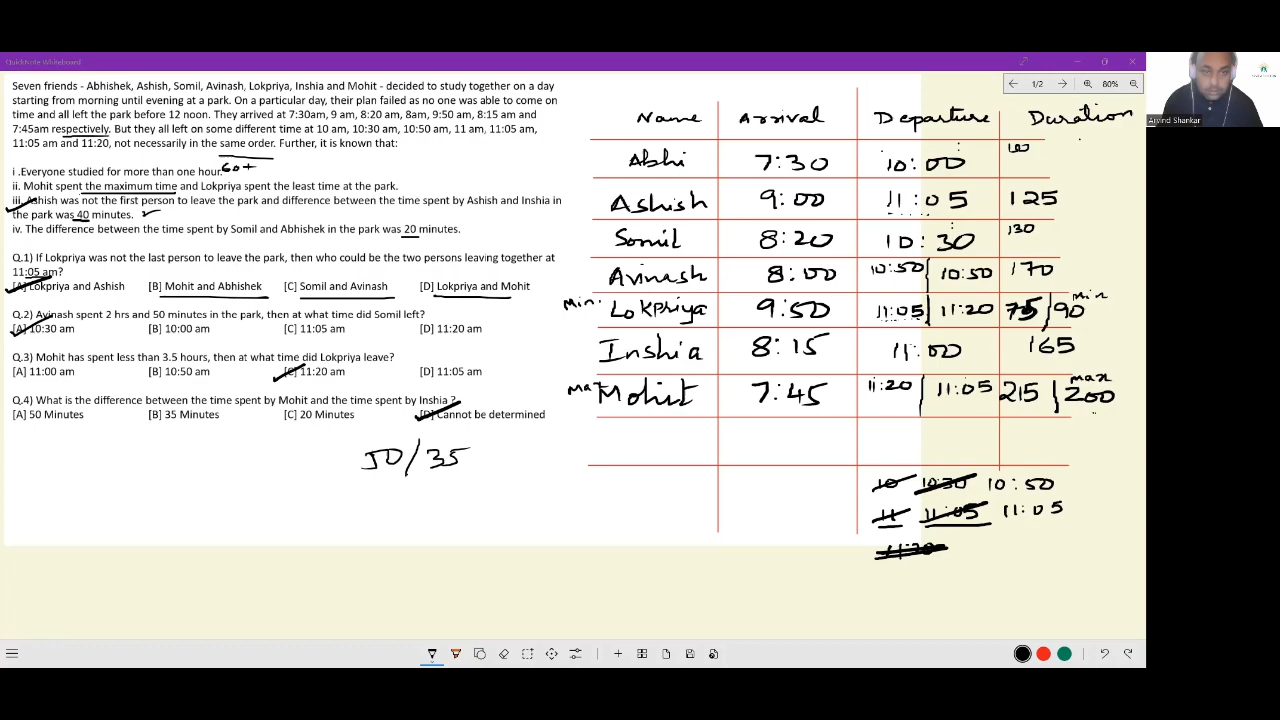 QuickNote Whiteboard
1/2
80%
Arvind Shankar
Seven friends - Abhishek, Ashish, Somil, Avinash, Lokpriya, Inshia and Mohit - decided to study together on a day
starting from morning until evening at a park. On a particular day, their plan failed as no one was able to come on
time and all left the park before 12 noon. They arrived at 7:30am, 9 am, 8:20 am, 8am, 9:50 am, 8:15 am and
7:45am respectively. But they all left on some different time at 10 am, 10:30 am, 10:50 am, 11 am, 11:05 am,
11:05 am and 11:20, not necessarily in the same order. Further, it is known that:
i .Everyone studied for more than one hour. 60+
ii. Mohit spent the maximum time and Lokpriya spent the least time at the park.
iii. Ashish was not the first person to leave the park and difference between the time spent by Ashish and Inshia in
the park was 40 minutes.
iv. The difference between the time spent by Somil and Abhishek in the park was 20 minutes.
Q.1) If Lokpriya was not the last person to leave the park, then who could be the two persons leaving together at
11:05 am?
[A] Lokpriya and Ashish [B] Mohit and Abhishek [C] Somil and Avinash [D] Lokpriya and Mohit
Q.2) Avinash spent 2 hrs and 50 minutes in the park, then at what time did Somil left?
[A] 10:30 am [B] 10:00 am [C] 11:05 am [D] 11:20 am
Q.3) Mohit has spent less than 3.5 hours, then at what time did Lokpriya leave?
[A] 11:00 am [B] 10:50 am [C] 11:20 am [D] 11:05 am
Q.4) What is the difference between the time spent by Mohit and the time spent by Inshia ?
[A] 50 Minutes [B] 35 Minutes [C] 20 Minutes [D] Cannot be determined
50/35
Name Arrival Departure Duration
Abhi 7:30 10:00
Ashish 9:00 11:05 125
Somil 8:20 10:30 130
Avinash 8:00 10:50 10:50 170
Min. Lokpriya 9:50 11:05 11:20 75 90 min
Inshia 8:15 11:00 165
Max Mohit 7:45 11:20 11:05 215 200 max
10 10:30 10:50
11 11:05 11:05
11:20